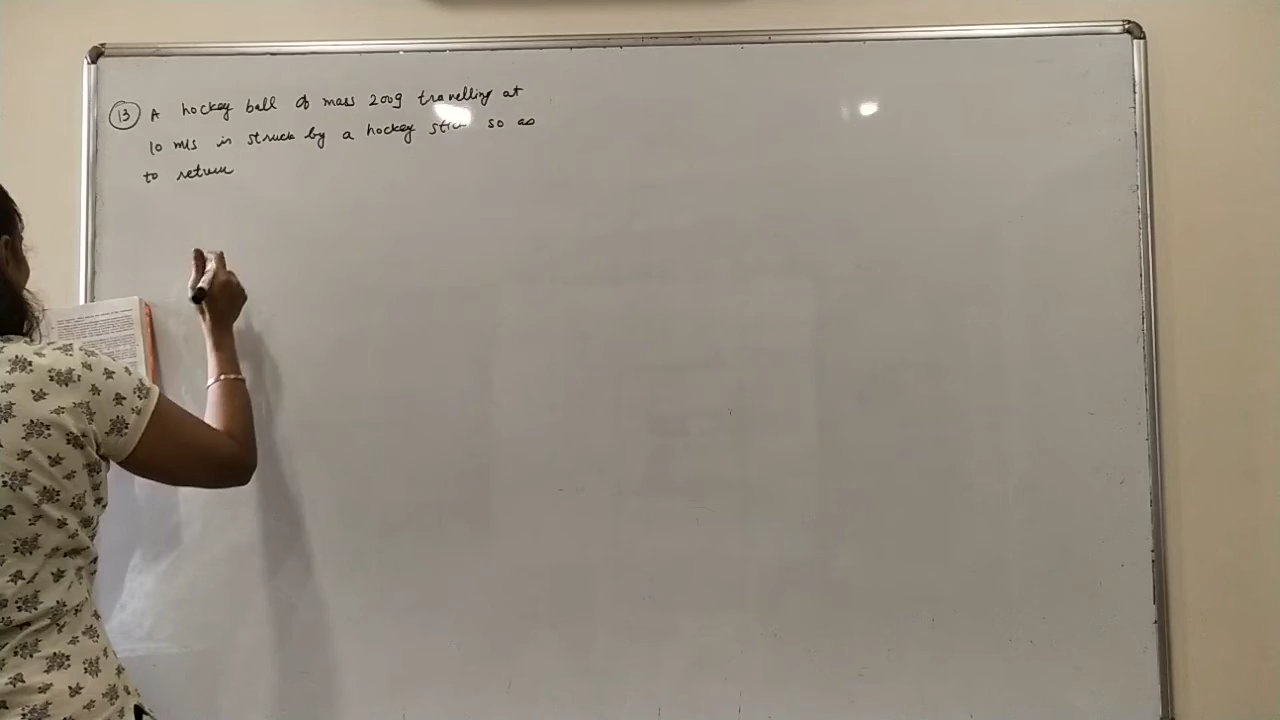 13 A hockey ball of mass 200g travelling at
10 m/s is struck by a hockey stick so as
to return